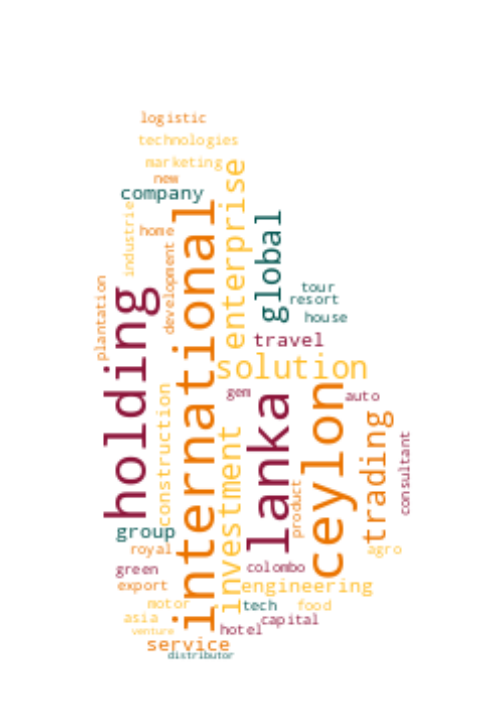 logistic
technologies
marketing
new
company
enterprise
industrie
home
international
global
development
plantation
holding
tour
resort
house
travel
solution
gem
auto
construction
lanka
ceylon
trading
investment
consultant
product
group
royal
agro
green
colombo
export
engineering
motor
tech
food
asia
capital
venture
hotel
service
distributor